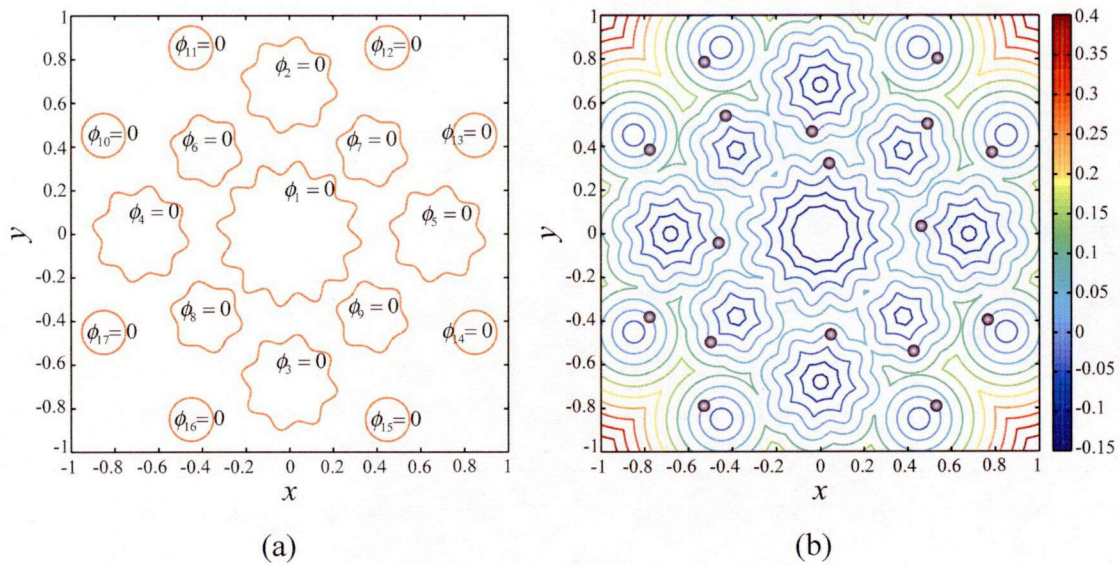 1
0.8
0.6
0.4
0.2
0
-0.2
-0.4
-0.6
-0.8
-1
y
-1 -0.8 -0.6 -0.4 -0.2 0 0.2 0.4 0.6 0.8 1
x
ϕ₁₁=0
ϕ₁₂=0
ϕ₂=0
ϕ₁₀=0
ϕ₆=0
ϕ₇=0
ϕ₁₃=0
ϕ₁=0
ϕ₄=0
ϕ₅=0
ϕ₈=0
ϕ₉=0
ϕ₁₇=0
ϕ₁₄=0
ϕ₃=0
ϕ₁₆=0
ϕ₁₅=0
(a)
1
0.8
0.6
0.4
0.2
0
-0.2
-0.4
-0.6
-0.8
-1
y
-1 -0.8 -0.6 -0.4 -0.2 0 0.2 0.4 0.6 0.8 1
x
0.4
0.35
0.3
0.25
0.2
0.15
0.1
0.05
0
-0.05
-0.1
-0.15
(b)